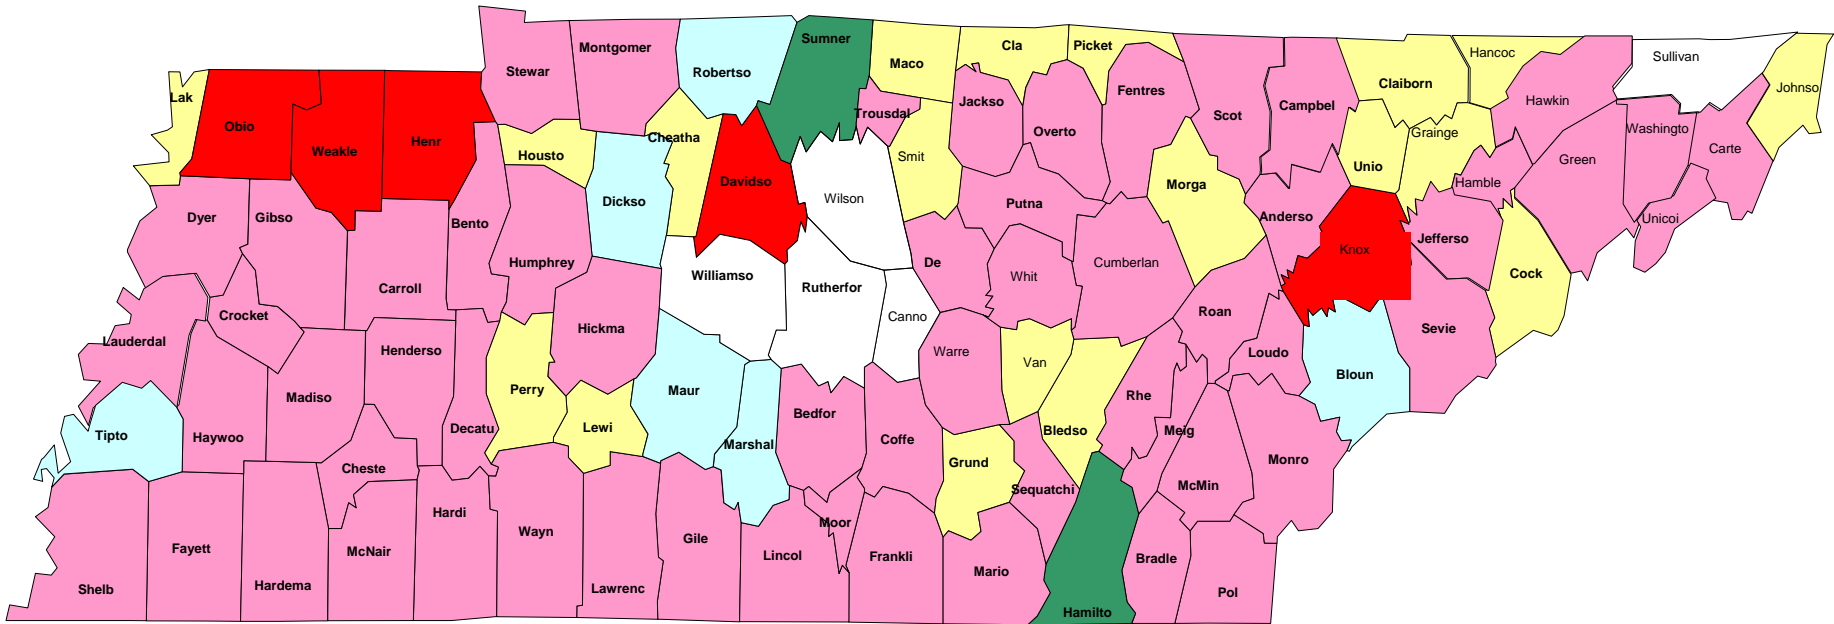 Sumner
Montgomer
Cla
Picket
Hancoc
Sullivan
Stewar
Robertso
Maco
Claiborn
Johnso
Lak
Fentres
Jackso
Campbel
Hawkin
Trousdal
Scot
Obio
Weakle
Henr
Cheatha
Overto
Grainge
Washingto
Housto
Smit
Carte
Green
Unio
Davidso
Morga
Hamble
Dickso
Wilson
Putna
Dyer
Gibso
Bento
Anderso
Unicoi
Jefferso
Knox
Humphrey
De
Cumberlan
Williamso
Whit
Cock
Carroll
Rutherfor
Crocket
Canno
Roan
Hickma
Sevie
Lauderdal
Henderso
Warre
Loudo
Van
Bloun
Perry
Maur
Madiso
Rhe
Bedfor
Lewi
Decatu
Bledso
Meig
Tipto
Haywoo
Marshal
Coffe
Monro
Grund
Cheste
Sequatchi
McMin
Hardi
Moor
Wayn
Gile
Fayett
McNair
Lincol
Frankli
Bradle
Mario
Shelb
Hardema
Lawrenc
Pol
Hamilto